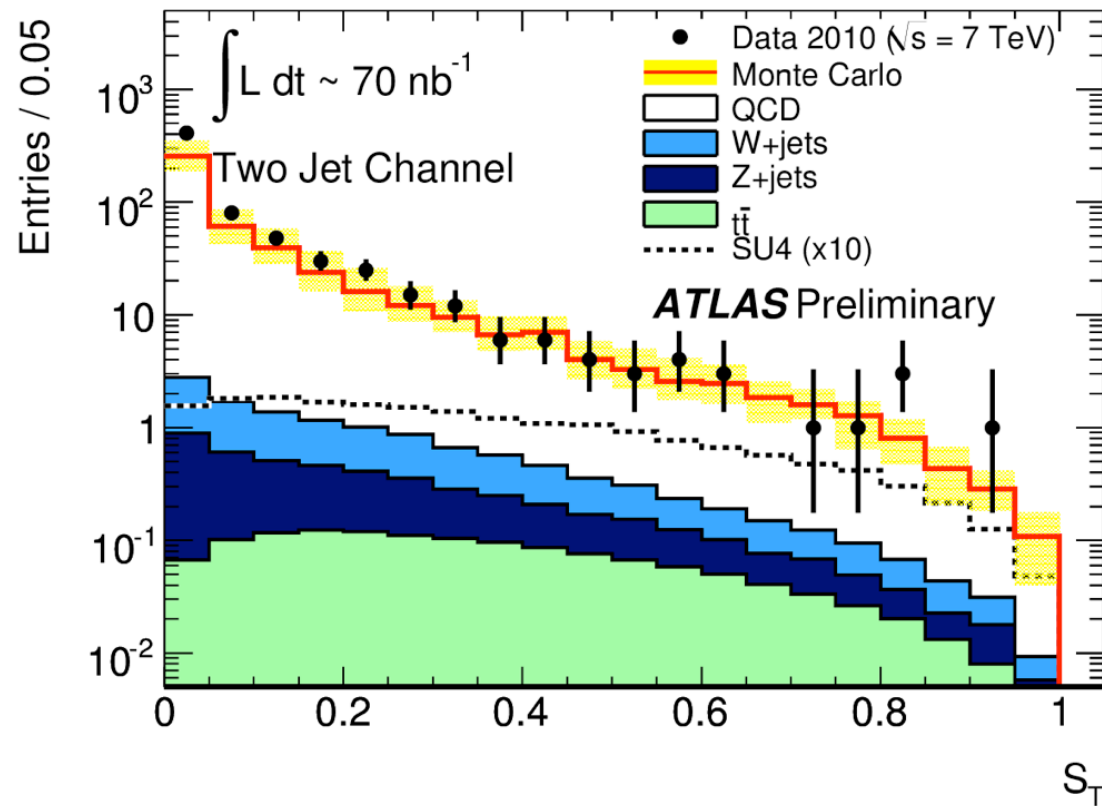 Entries / 0.05
∫ L dt ~ 70 nb⁻¹
Two Jet Channel
Data 2010 (√s = 7 TeV)
Monte Carlo
QCD
W+jets
Z+jets
tt̄
SU4 (x10)
ATLAS Preliminary
10³
10²
10
1
10⁻¹
10⁻²
0 0.2 0.4 0.6 0.8 1
S_T